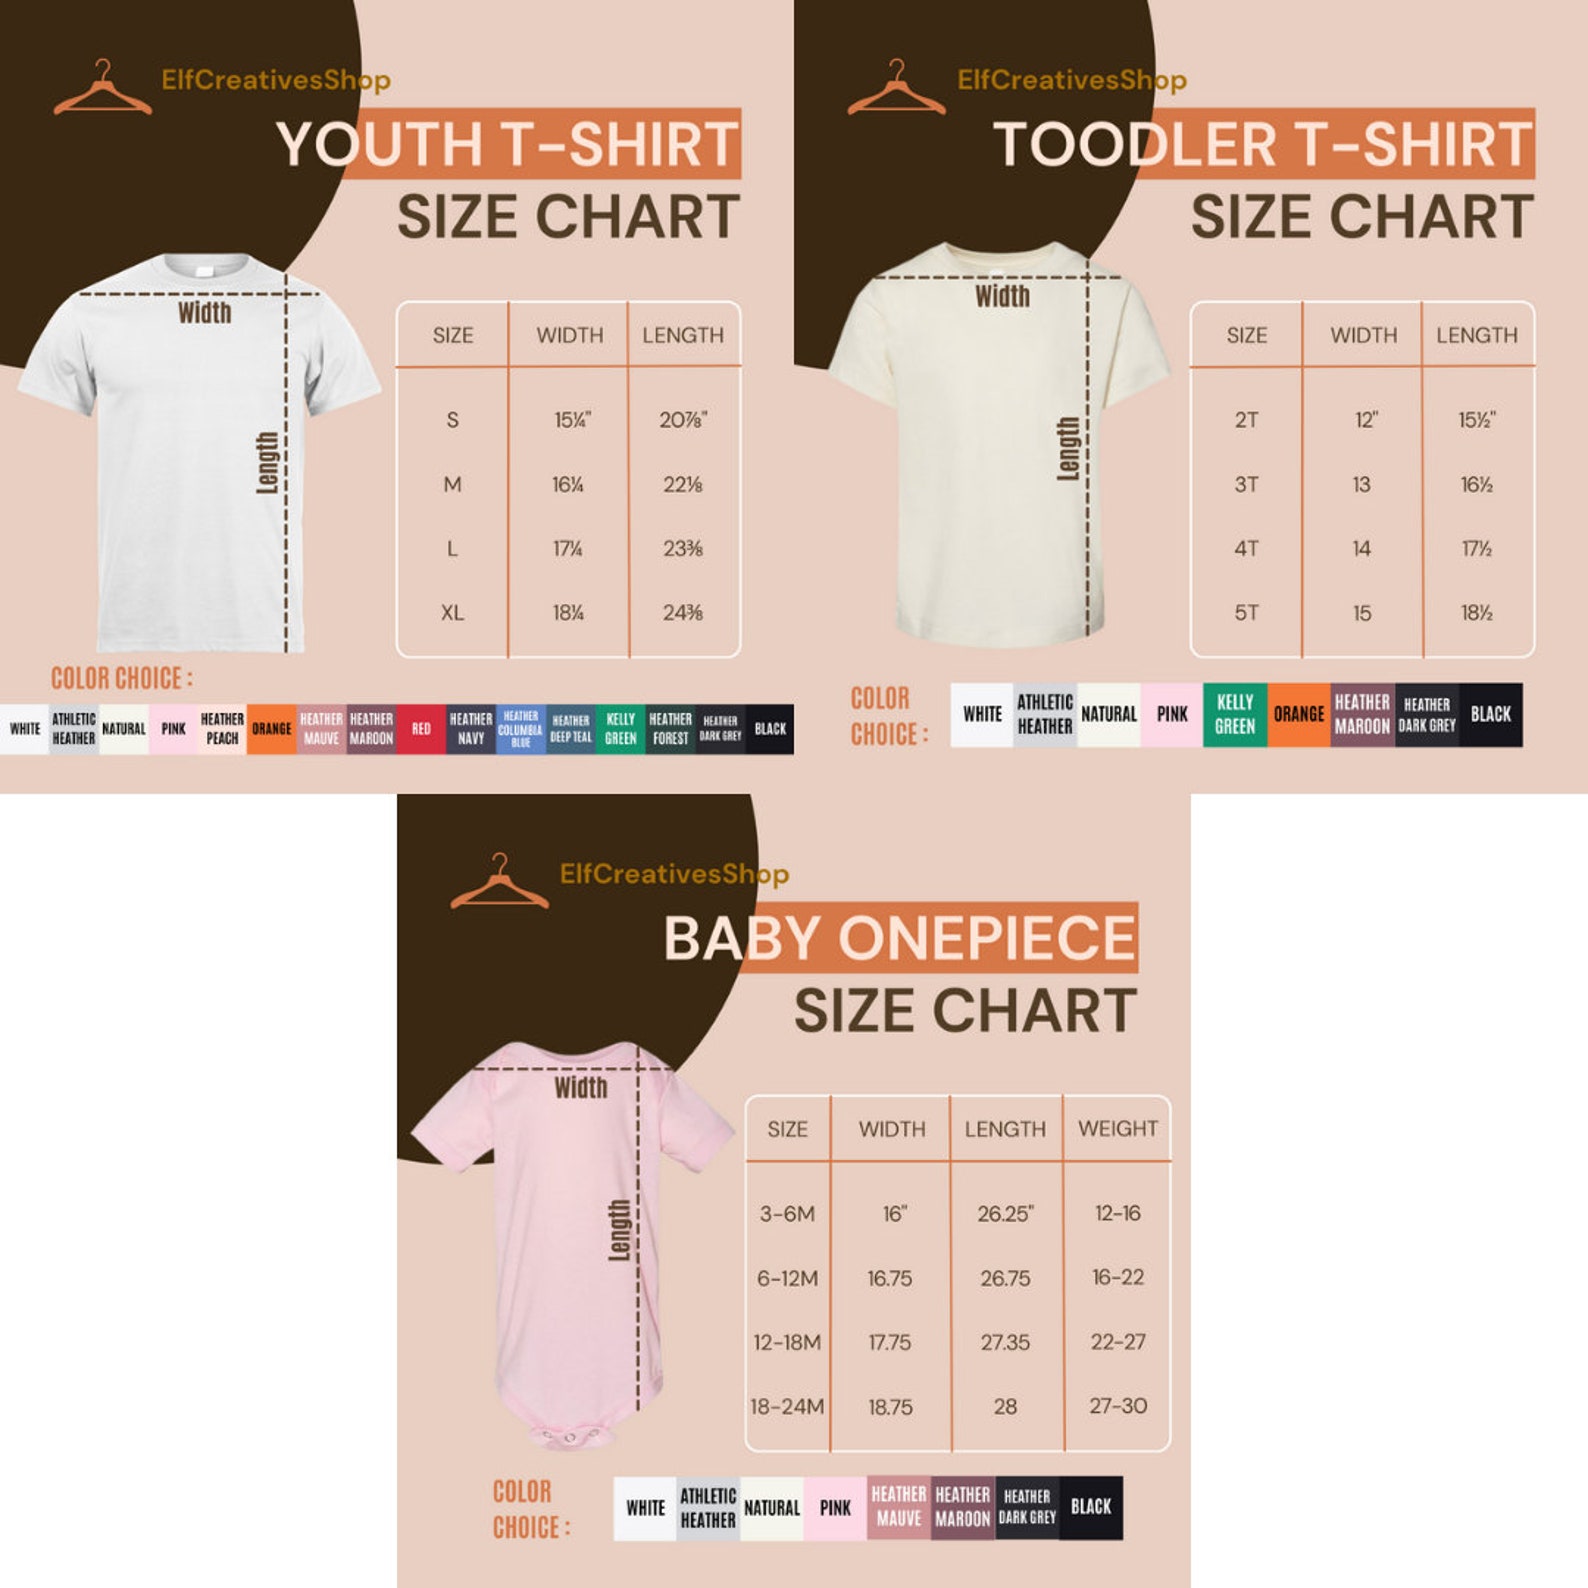 ElfCreativesShop
YOUTH T-SHIRT
SIZE CHART
Width
Length
SIZE WIDTH LENGTH
S 15¼" 20⅞"
M 16¼ 22⅛
L 17¼ 23⅜
XL 18¼ 24⅜
COLOR CHOICE :
WHITE ATHLETIC HEATHER NATURAL PINK HEATHER PEACH ORANGE HEATHER MAUVE HEATHER MAROON RED HEATHER NAVY HEATHER COLUMBIA BLUE HEATHER DEEP TEAL KELLY GREEN HEATHER FOREST HEATHER DARK GREY BLACK
ElfCreativesShop
TOODLER T-SHIRT
SIZE CHART
Width
Length
SIZE WIDTH LENGTH
2T 12" 15½"
3T 13 16½
4T 14 17½
5T 15 18½
COLOR
CHOICE :
WHITE ATHLETIC HEATHER NATURAL PINK KELLY GREEN ORANGE HEATHER MAROON HEATHER DARK GREY BLACK
ElfCreativesShop
BABY ONEPIECE
SIZE CHART
Width
Length
SIZE WIDTH LENGTH WEIGHT
3-6M 16" 26.25" 12-16
6-12M 16.75 26.75 16-22
12-18M 17.75 27.35 22-27
18-24M 18.75 28 27-30
COLOR
CHOICE :
WHITE ATHLETIC HEATHER NATURAL PINK HEATHER MAUVE HEATHER MAROON HEATHER DARK GREY BLACK